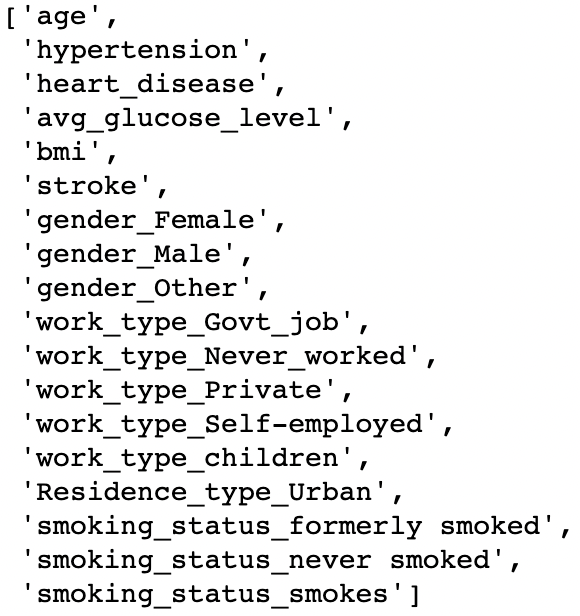 ['age',
'hypertension',
'heart_disease',
'avg_glucose_level',
'bmi',
'stroke',
'gender_Female',
'gender_Male',
'gender_Other',
'work_type_Govt_job',
'work_type_Never_worked',
'work_type_Private',
'work_type_Self-employed',
'work_type_children',
'Residence_type_Urban',
'smoking_status_formerly smoked',
'smoking_status_never smoked',
'smoking_status_smokes']